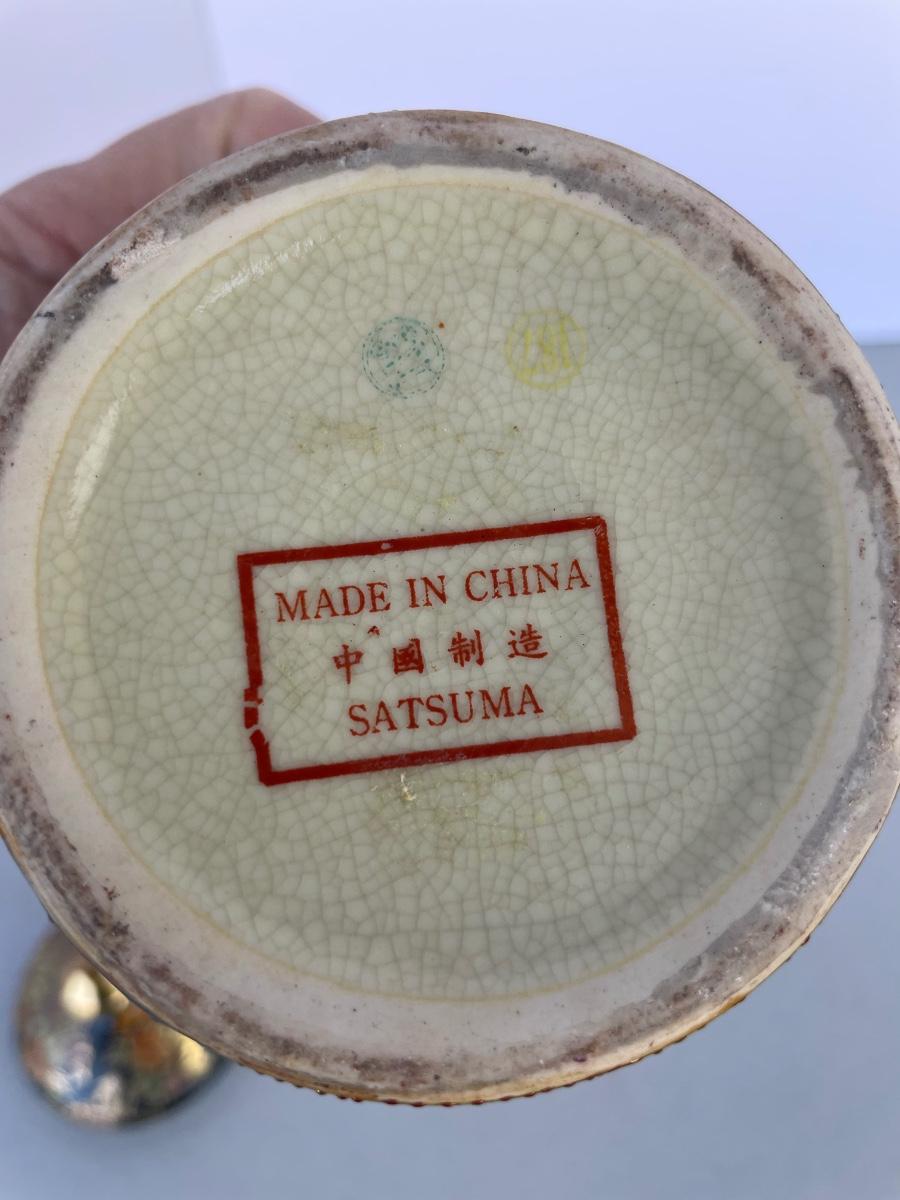 MADE IN CHINA
中國制造
SATSUMA